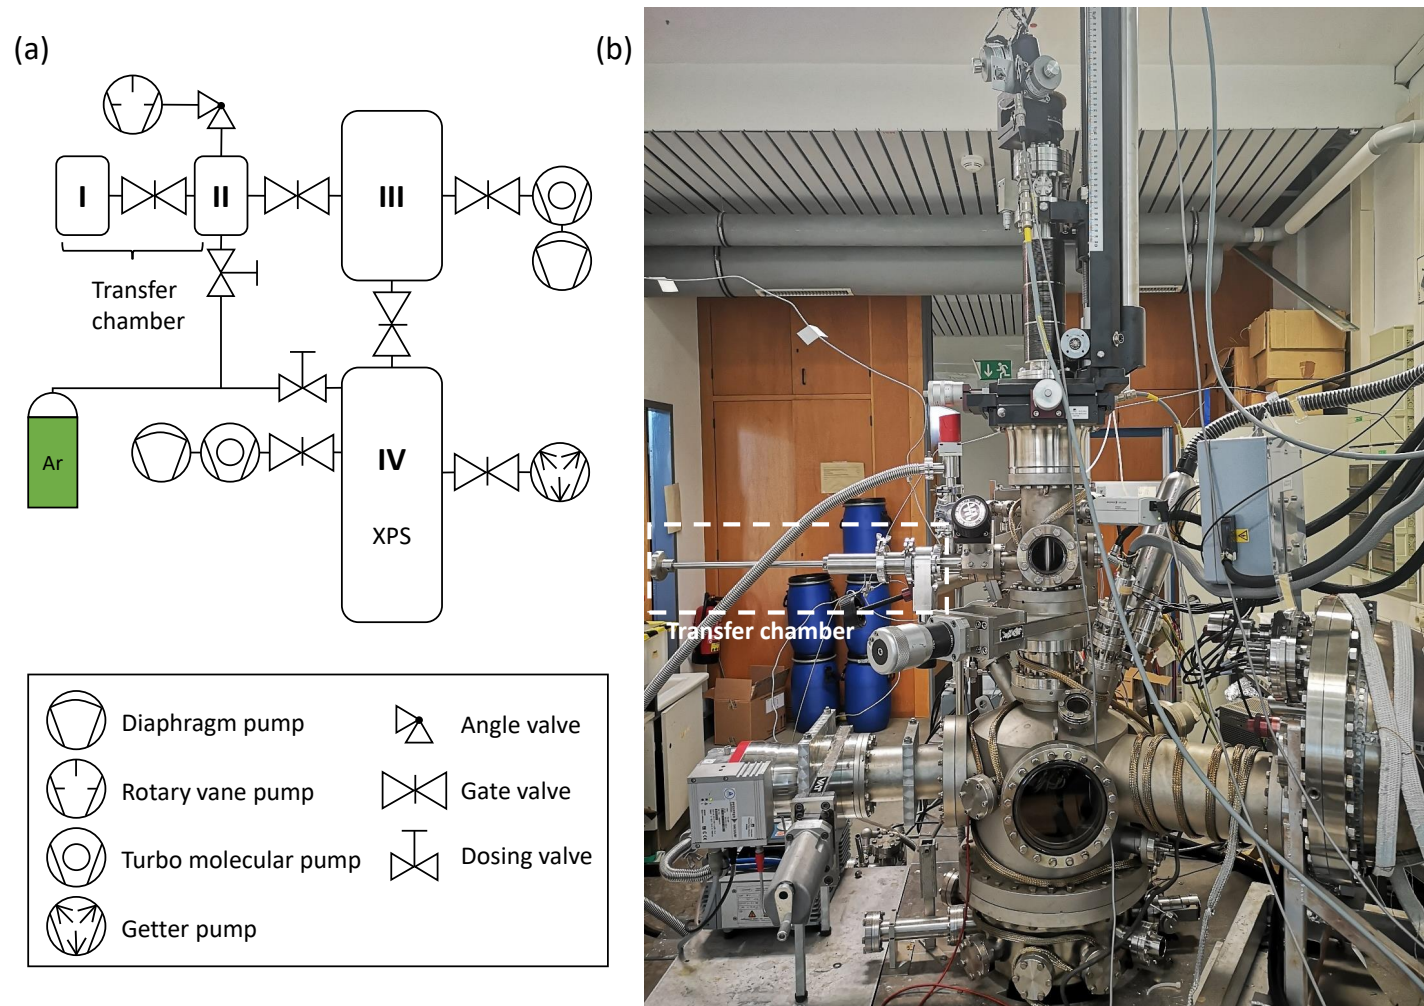 (a)
(b)
I
II
III
Transfer
chamber
Ar
IV
XPS
Diaphragm pump
Rotary vane pump
Turbo molecular pump
Getter pump
Angle valve
Gate valve
Dosing valve
Transfer chamber
VAT